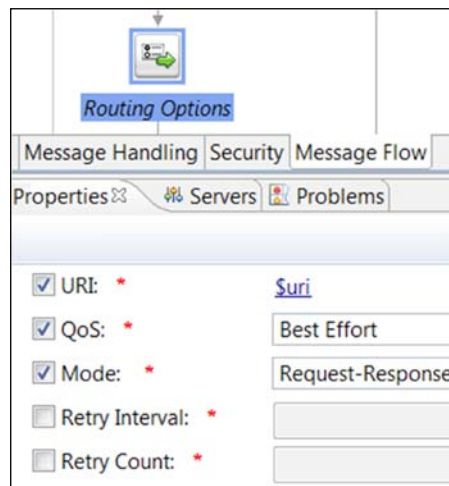 Routing Options
Message Handling Security Message Flow
Properties Servers Problems
URI: * $uri
QoS: * Best Effort
Mode: * Request-Response
Retry Interval: *
Retry Count: *